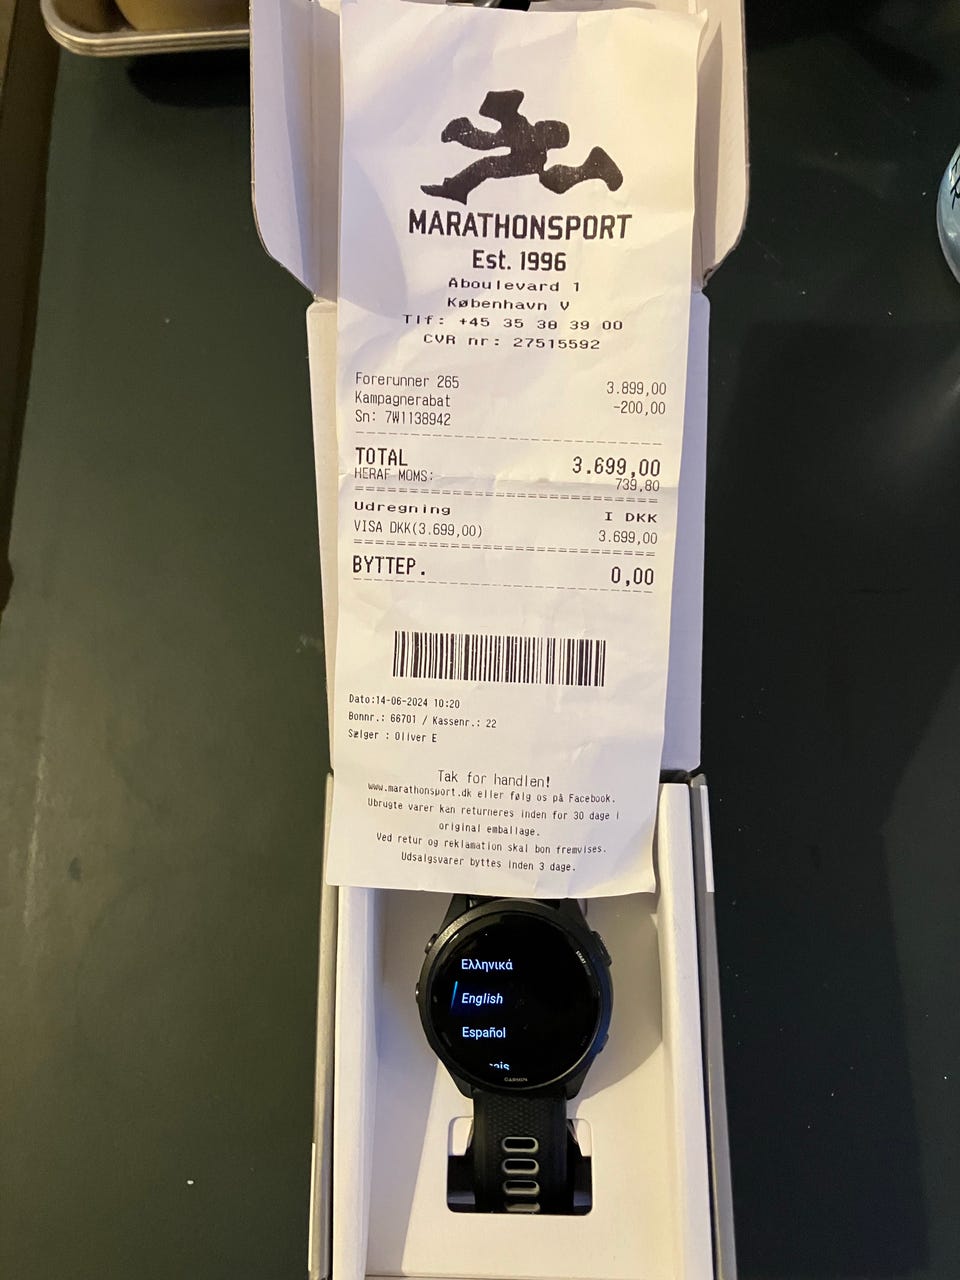 MARATHONSPORT
Est. 1996
Aboulevard 1
København V
Tlf: +45 35 38 39 00
CVR nr: 27515592
Forerunner 265 3.899,00
Kampagnerabat -200,00
Sn: 7W1138942
TOTAL 3.699,00
HERAF MOMS: 739,80
Udregning I DKK
VISA DKK(3.699,00) 3.699,00
BYTTEP. 0,00
Dato:14-06-2024 10:20
Bonnr.: 66701 / Kassenr.: 22
Sælger : Oliver E
Tak for handlen!
www.marathonsport.dk eller følg os på Facebook.
Ubrugte varer kan returneres inden for 30 dage i
original emballage.
Ved retur og reklamation skal bon fremvises.
Udsalgsvarer byttes inden 3 dage.
Ελληνικά
English
Español
GARMIN